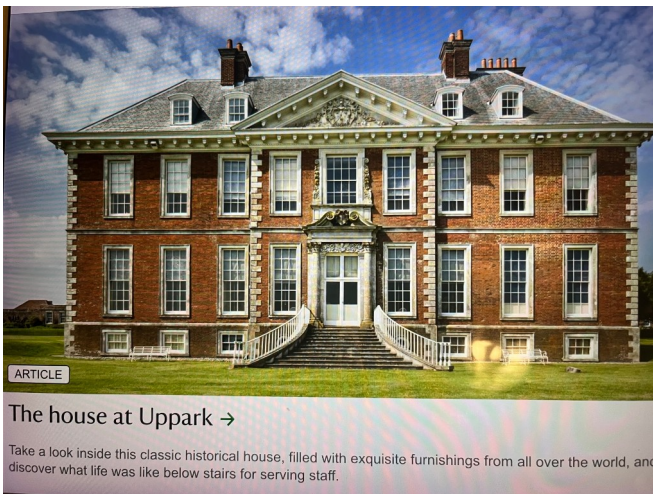 ARTICLE
The house at Uppark →
Take a look inside this classic historical house, filled with exquisite furnishings from all over the world, and
discover what life was like below stairs for serving staff.